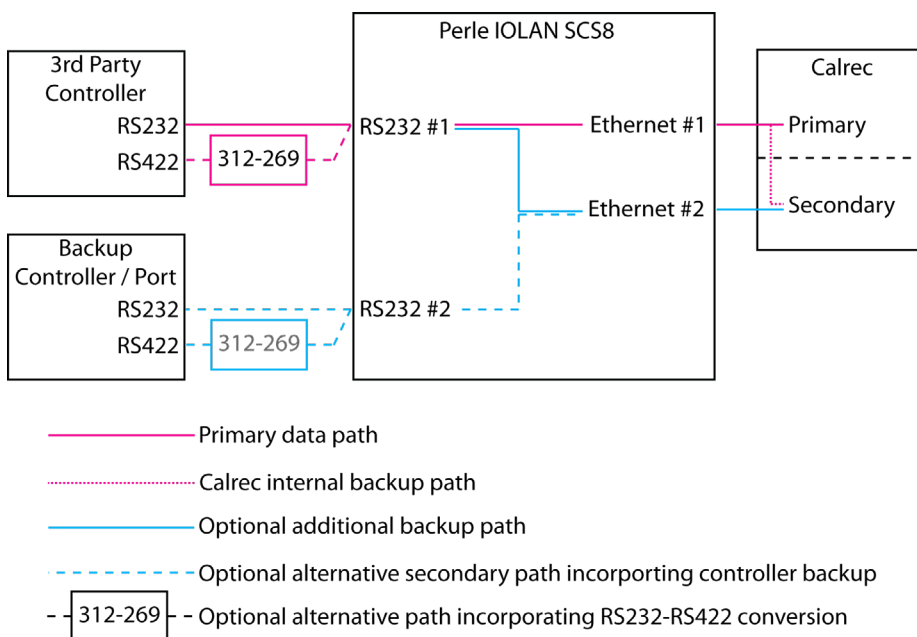 Perle IOLAN SCS8
3rd Party
Controller
RS232
RS422
312-269
RS232 #1
Ethernet #1
Calrec
Primary
Ethernet #2
Secondary
Backup
Controller / Port
RS232
RS422
312-269
RS232 #2
Primary data path
Calrec internal backup path
Optional additional backup path
Optional alternative secondary path incorporting controller backup
312-269
Optional alternative path incorporating RS232-RS422 conversion